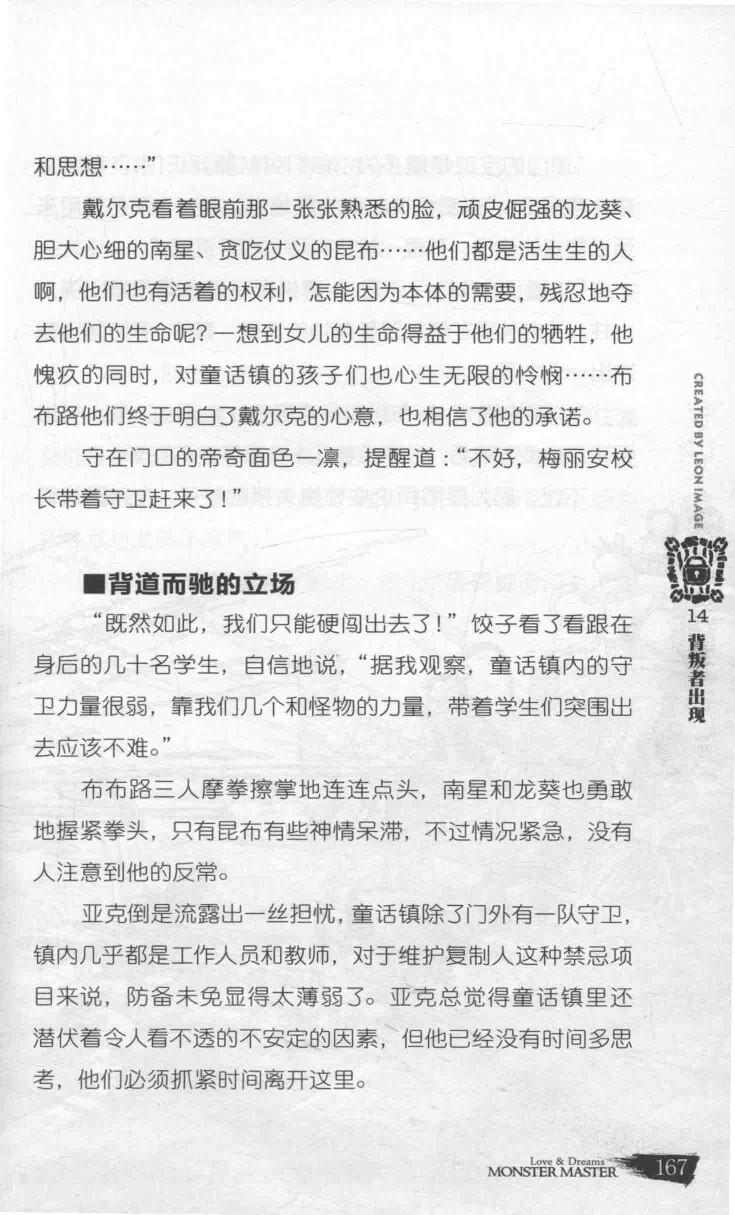 和思想……”
戴尔克看着眼前那一张张熟悉的脸，顽皮倔强的龙葵、
胆大心细的南星、贪吃仗义的昆布……他们都是活生生的人
啊，他们也有活着的权利，怎能因为本体的需要，残忍地夺
去他们的生命呢？一想到女儿的生命得益于他们的牺牲，他
愧疚的同时，对童话镇的孩子们也心生无限的怜悯……布
布路他们终于明白了戴尔克的心意，也相信了他的承诺。
守在门口的帝奇面色一凛，提醒道：“不好，梅丽安校
长带着守卫赶来了！”
■背道而驰的立场
“既然如此，我们只能硬闯出去了！”饺子看了看跟在
身后的几十名学生，自信地说，“据我观察，童话镇内的守
卫力量很弱，靠我们几个和怪物的力量，带着学生们突围出
去应该不难。”
布布路三人摩拳擦掌地连连点头，南星和龙葵也勇敢
地握紧拳头，只有昆布有些神情呆滞，不过情况紧急，没有
人注意到他的反常。
亚克倒是流露出一丝担忧，童话镇除了门外有一队守卫，
镇内几乎都是工作人员和教师，对于维护复制人这种禁忌项
目来说，防备未免显得太薄弱了。亚克总觉得童话镇里还
潜伏着令人看不透的不安定的因素，但他已经没有时间多思
考，他们必须抓紧时间离开这里。
CREATED BY LEON IMAGE
14
背叛者出现
Love & Dreams
MONSTER MASTER
167